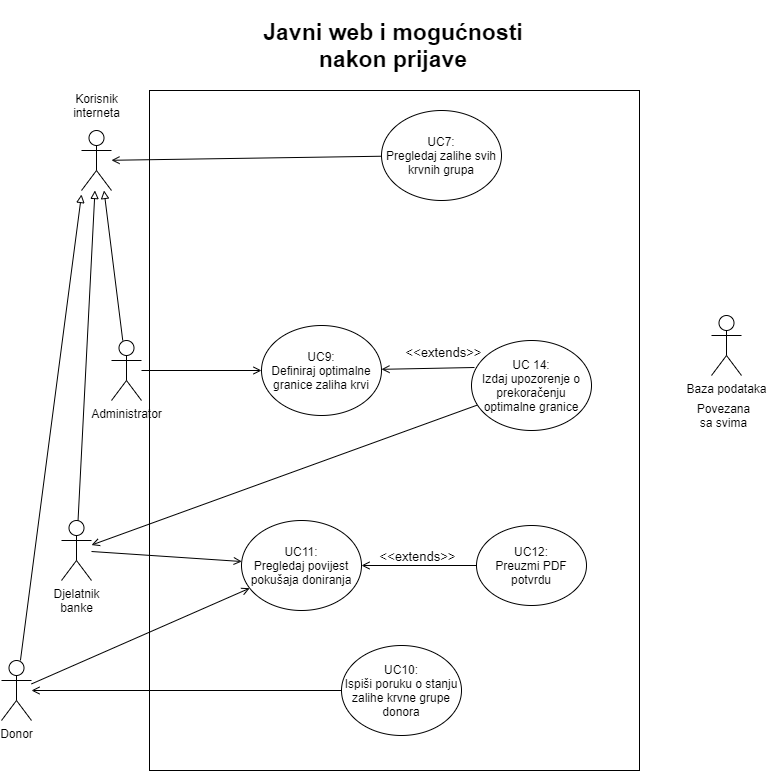 Javni web i mogućnosti
nakon prijave
Korisnik
interneta
UC7:
Pregledaj zalihe svih
krvnih grupa
UC9:
Definiraj optimalne
granice zaliha krvi
<<extends>>
UC 14:
Izdaj upozorenje o
prekoračenju
optimalne granice
Administrator
Baza podataka
Povezana
sa svima
UC11:
Pregledaj povijest
pokušaja doniranja
<<extends>>
UC12:
Preuzmi PDF
potvrdu
Djelatnik
banke
UC10:
Ispiši poruku o stanju
zalihe krvne grupe
donora
Donor